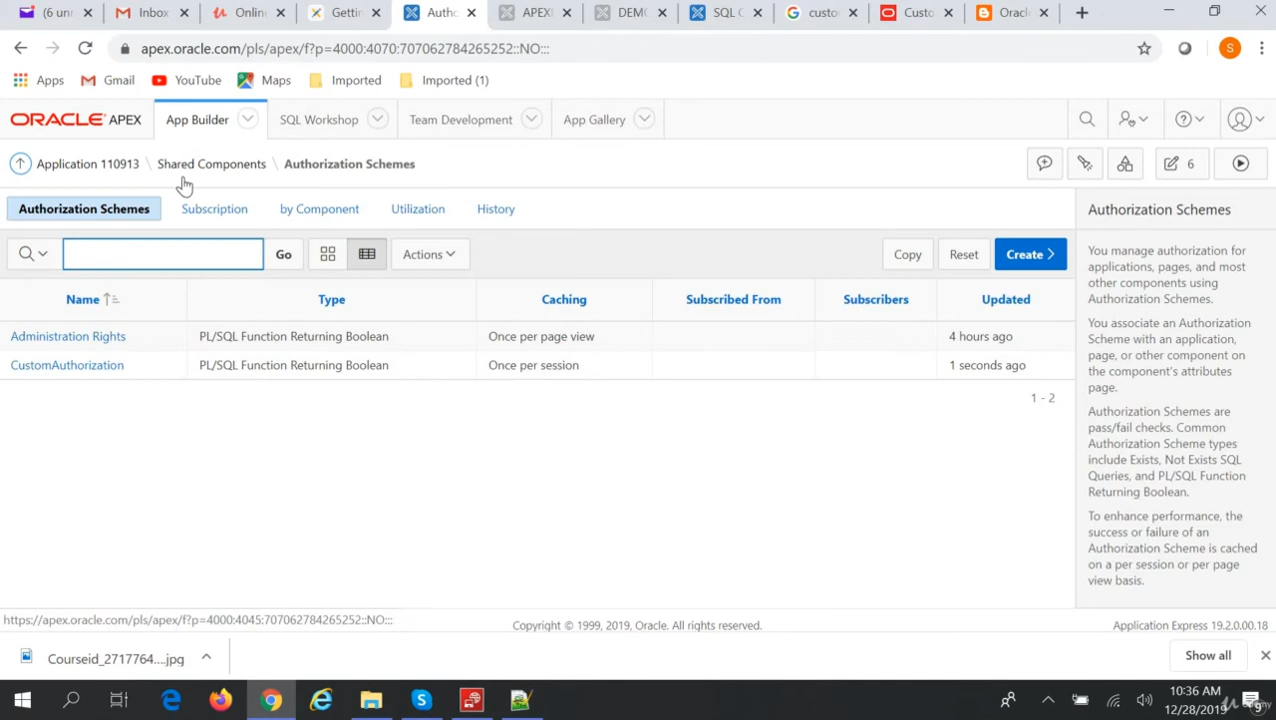 (6 unr
Inbox
Onlin
Gettin
Autho
APEX
DEMO
SQL C
custo
Custo
Oracl
apex.oracle.com/pls/apex/f?p=4000:4070:707062784265252::NO:::
S
Apps
Gmail
YouTube
Maps
Imported
Imported (1)
ORACLE APEX
App Builder
SQL Workshop
Team Development
App Gallery
Application 110913 \ Shared Components \ Authorization Schemes
6
Authorization Schemes
Subscription
by Component
Utilization
History
Go
Actions
Copy
Reset
Create
Name
Type
Caching
Subscribed From
Subscribers
Updated
Administration Rights
PL/SQL Function Returning Boolean
Once per page view
4 hours ago
CustomAuthorization
PL/SQL Function Returning Boolean
Once per session
1 seconds ago
1 - 2
Authorization Schemes
You manage authorization for
applications, pages, and most
other components using
Authorization Schemes.
You associate an Authorization
Scheme with an application,
page, or other component on
the component's attributes
page.
Authorization Schemes are
pass/fail checks. Common
Authorization Scheme types
include Exists, Not Exists SQL
Queries, and PL/SQL Function
Returning Boolean.
To enhance performance, the
success or failure of an
Authorization Scheme is cached
on a per session or per page
view basis.
https://apex.oracle.com/pls/apex/f?p=4000:4045:707062784265252::NO:::
Copyright © 1999, 2019, Oracle. All rights reserved.
Application Express 19.2.0.00.18
Courseid_2717764....jpg
Show all
10:36 AM
12/28/2019